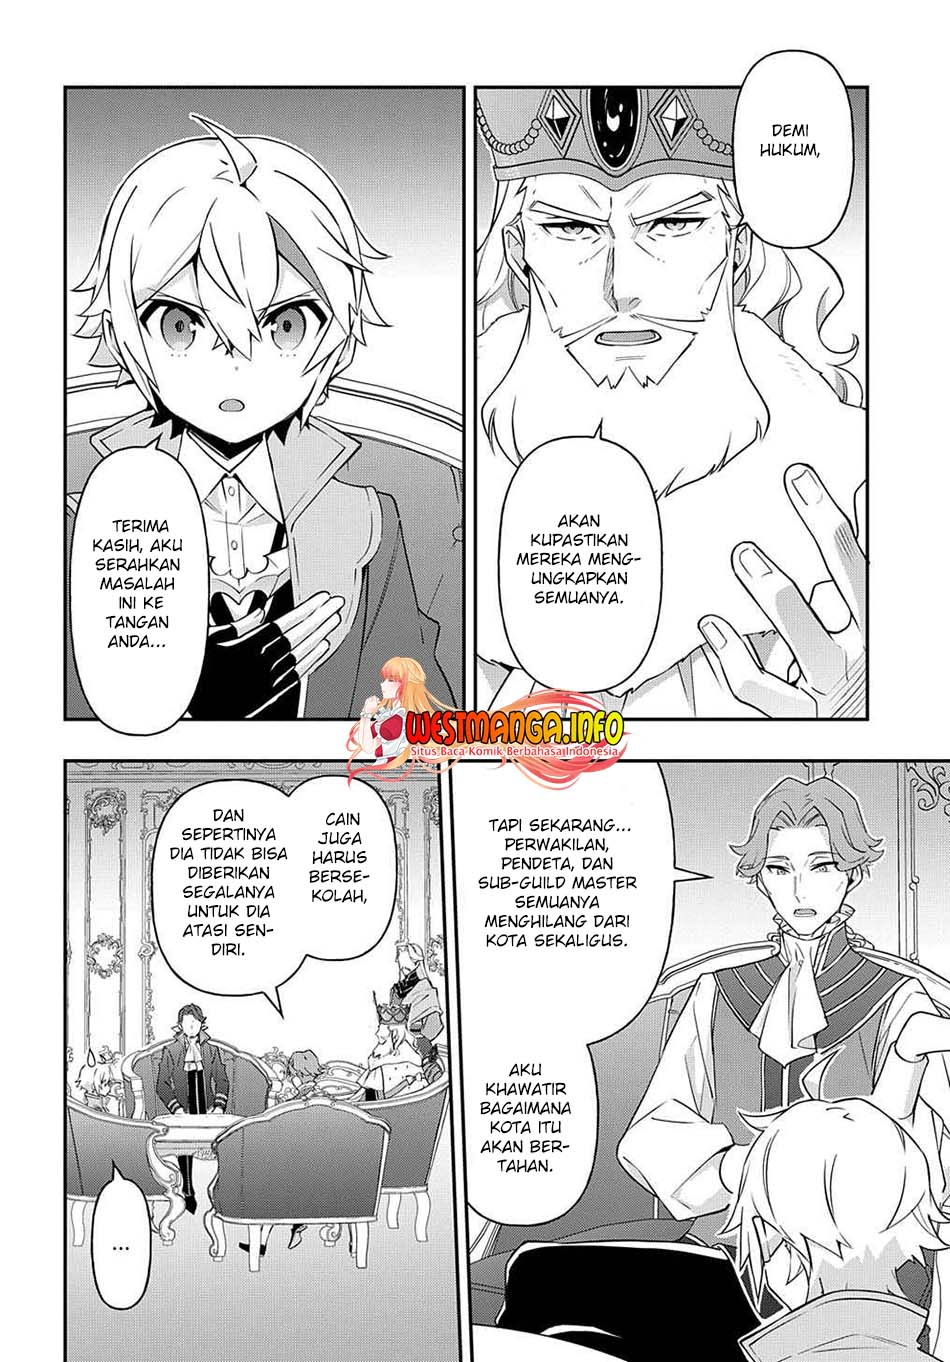 DEMI
HUKUM,
AKAN
KUPASTIKAN
MEREKA MENG-
UNGKAPKAN
SEMUANYA.
TERIMA
KASIH, AKU
SERAHKAN
MASALAH
INI KE
TANGAN
ANDA...
WESTMANGA.INFO
Situs Baca Komik Berbahasa Indonesia
TAPI SEKARANG...
PERWAKILAN,
PENDETA, DAN
SUB-GUILD MASTER
SEMUANYA
MENGHILANG DARI
KOTA SEKALIGUS.
AKU
KHAWATIR
BAGAIMANA
KOTA ITU
AKAN BER-
TAHAN.
CAIN
JUGA
HARUS
BERSE-
KOLAH,
DAN
SEPERTINYA
DIA TIDAK BISA
DIBERIKAN
SEGALANYA
UNTUK DIA
ATASI SEN-
DIRI.
...